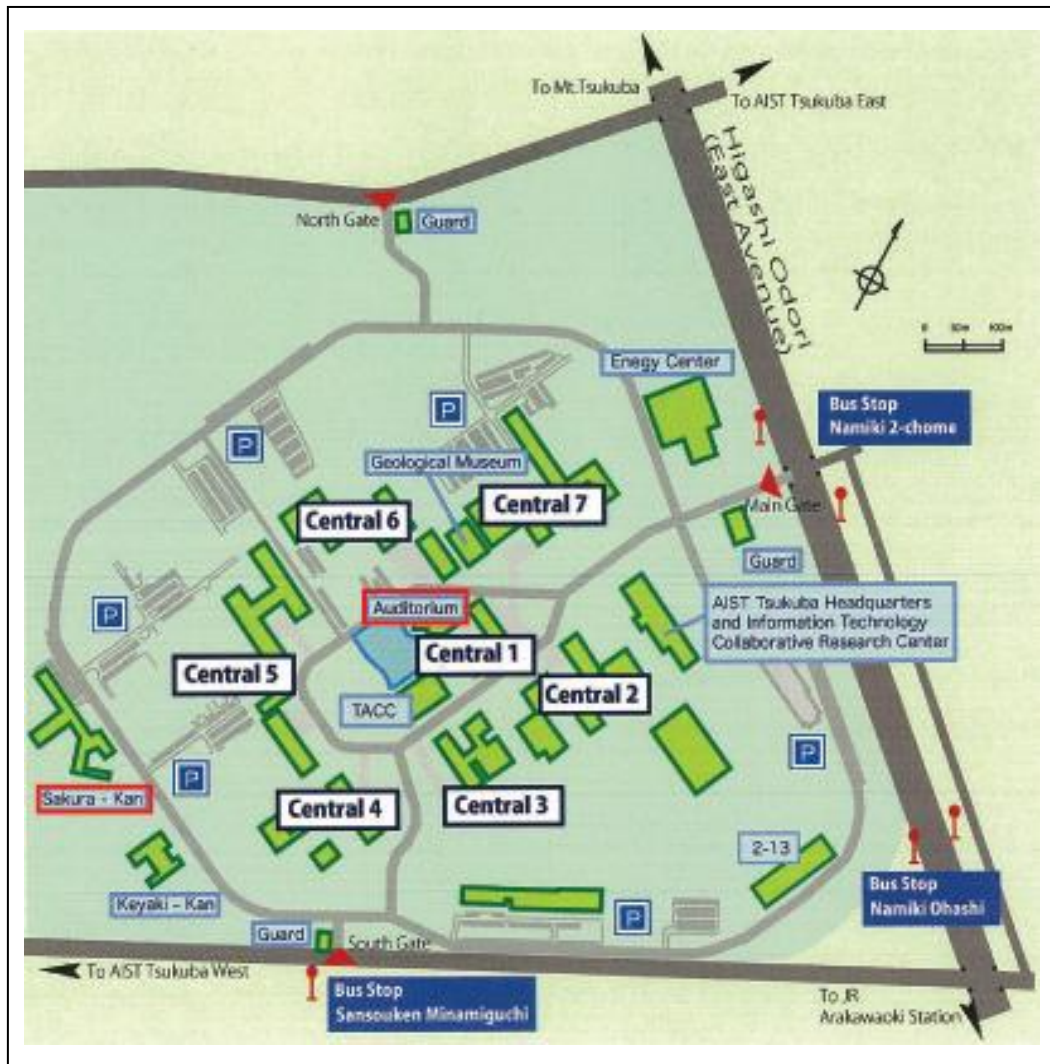 To Mt.Tsukuba
To AIST Tsukuba East
Higashi Odori
(East Avenue)
North Gate
Guard
0 50m 100m
Enegy Center
Bus Stop
Namiki 2-chome
P
P
Geological Museum
Central 7
Central 6
Main Gate
Guard
Auditorium
AIST Tsukuba Headquarters
and Information Technology
Collaborative Research Center
P
Central 1
Central 5
Central 2
TACC
P
P
Sakura - Kan
Central 4
Central 3
2-13
Keyaki - Kan
Bus Stop
Namiki Ohashi
P
Guard
South Gate
To AIST Tsukuba West
Bus Stop
Sansouken Minamiguchi
To JR
Arakawaoki Station